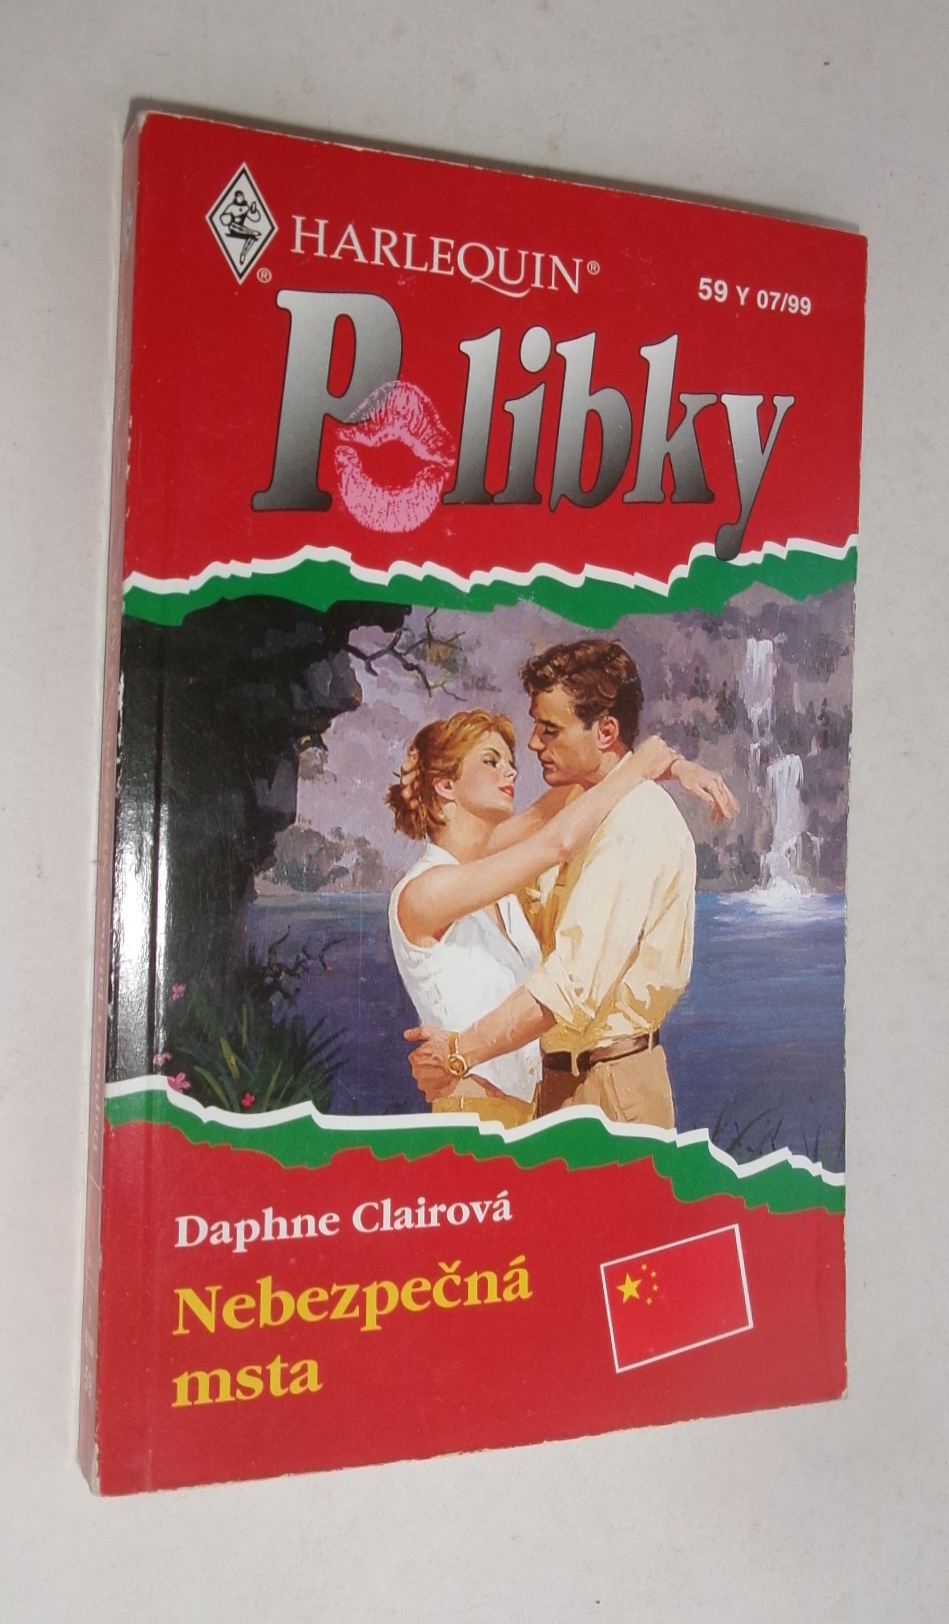 HARLEQUIN®
®
59 Y 07/99
Polibky
Daphne Clairová
Nebezpečná
msta